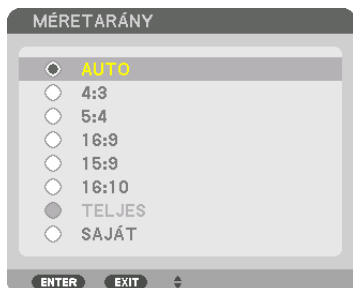 MÉRETARÁNY
AUTO
4:3
5:4
16:9
15:9
16:10
TELJES
SAJÁT
ENTER EXIT